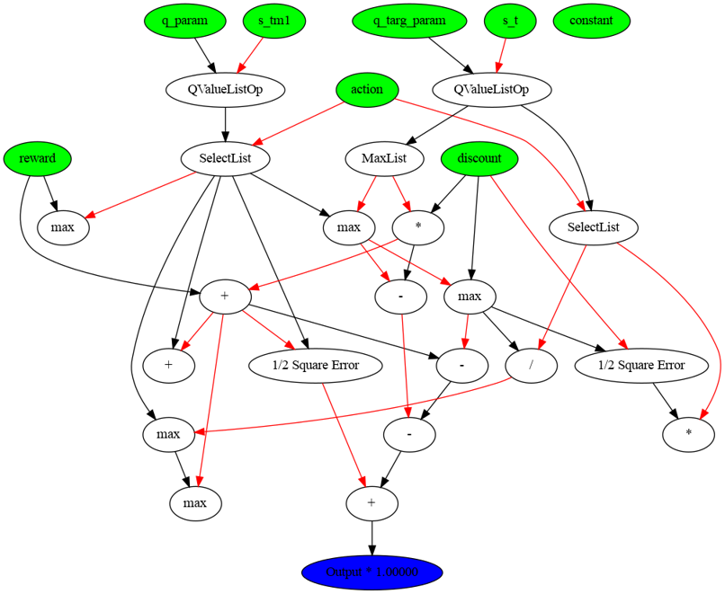 q_param
s_tm1
q_targ_param
s_t
constant
QValueListOp
action
QValueListOp
reward
SelectList
MaxList
discount
max
max
*
SelectList
+
-
max
+
1/2 Square Error
-
/
1/2 Square Error
max
-
*
max
+
Output * 1.00000